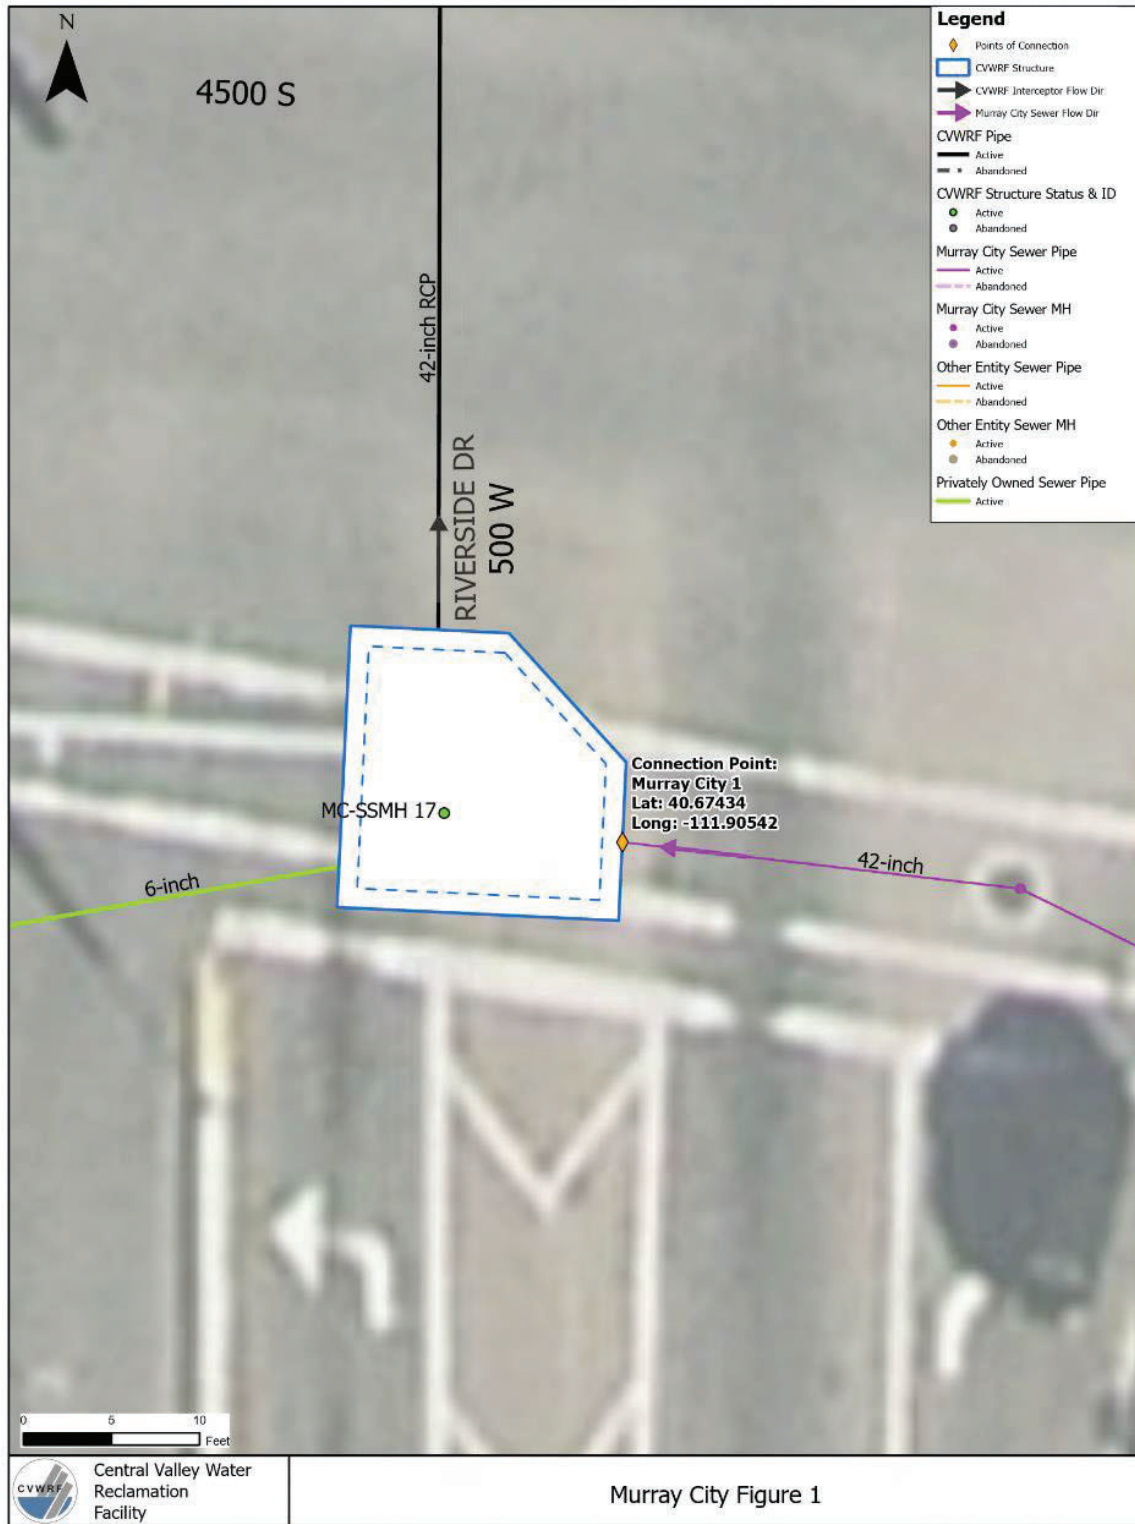 N
4500 S
Legend
Points of Connection
CVWRF Structure
CVWRF Interceptor Flow Dir
Murray City Sewer Flow Dir
CVWRF Pipe
Active
Abandoned
CVWRF Structure Status & ID
Active
Abandoned
Murray City Sewer Pipe
Active
Abandoned
Murray City Sewer MH
Active
Abandoned
Other Entity Sewer Pipe
Active
Abandoned
Other Entity Sewer MH
Active
Abandoned
Privately Owned Sewer Pipe
Active
42-inch RCP
RIVERSIDE DR
500 W
Connection Point:
Murray City 1
Lat: 40.67434
Long: -111.90542
MC-SSMH 17
42-inch
6-inch
0 5 10
Feet
CVWRF
Central Valley Water
Reclamation
Facility
Murray City Figure 1